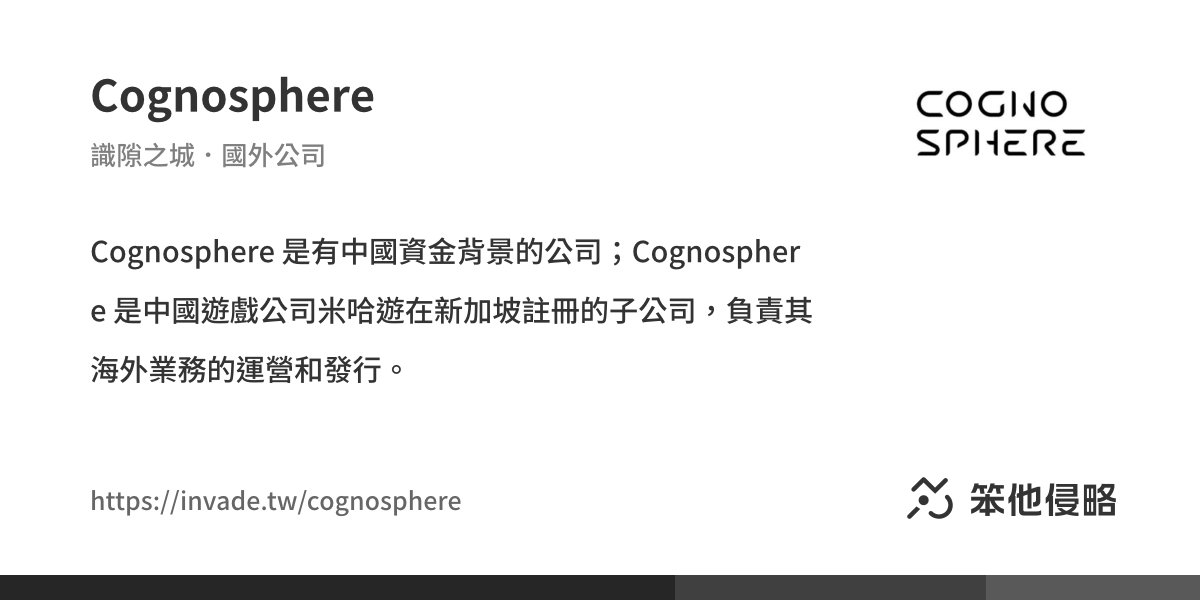 Cognosphere
識隙之城・國外公司
COGNO
SPHERE
Cognosphere 是有中國資金背景的公司；Cognospher
e 是中國遊戲公司米哈遊在新加坡註冊的子公司，負責其
海外業務的運營和發行。
https://invade.tw/cognosphere
笨他侵略